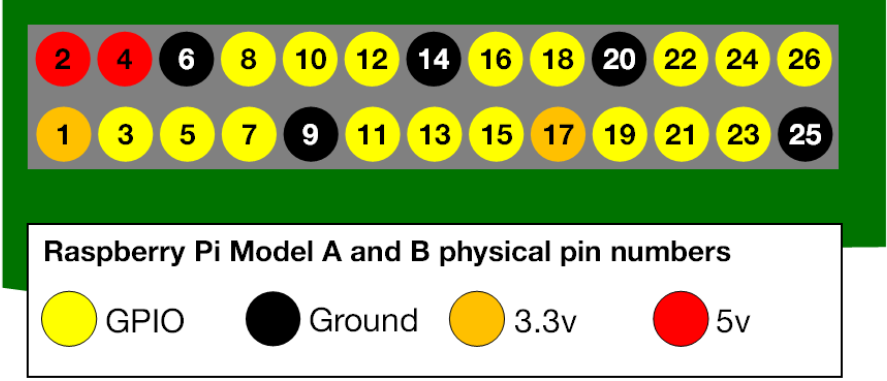 2 4 6 8 10 12 14 16 18 20 22 24 26
1 3 5 7 9 11 13 15 17 19 21 23 25
Raspberry Pi Model A and B physical pin numbers
GPIO Ground 3.3v 5v